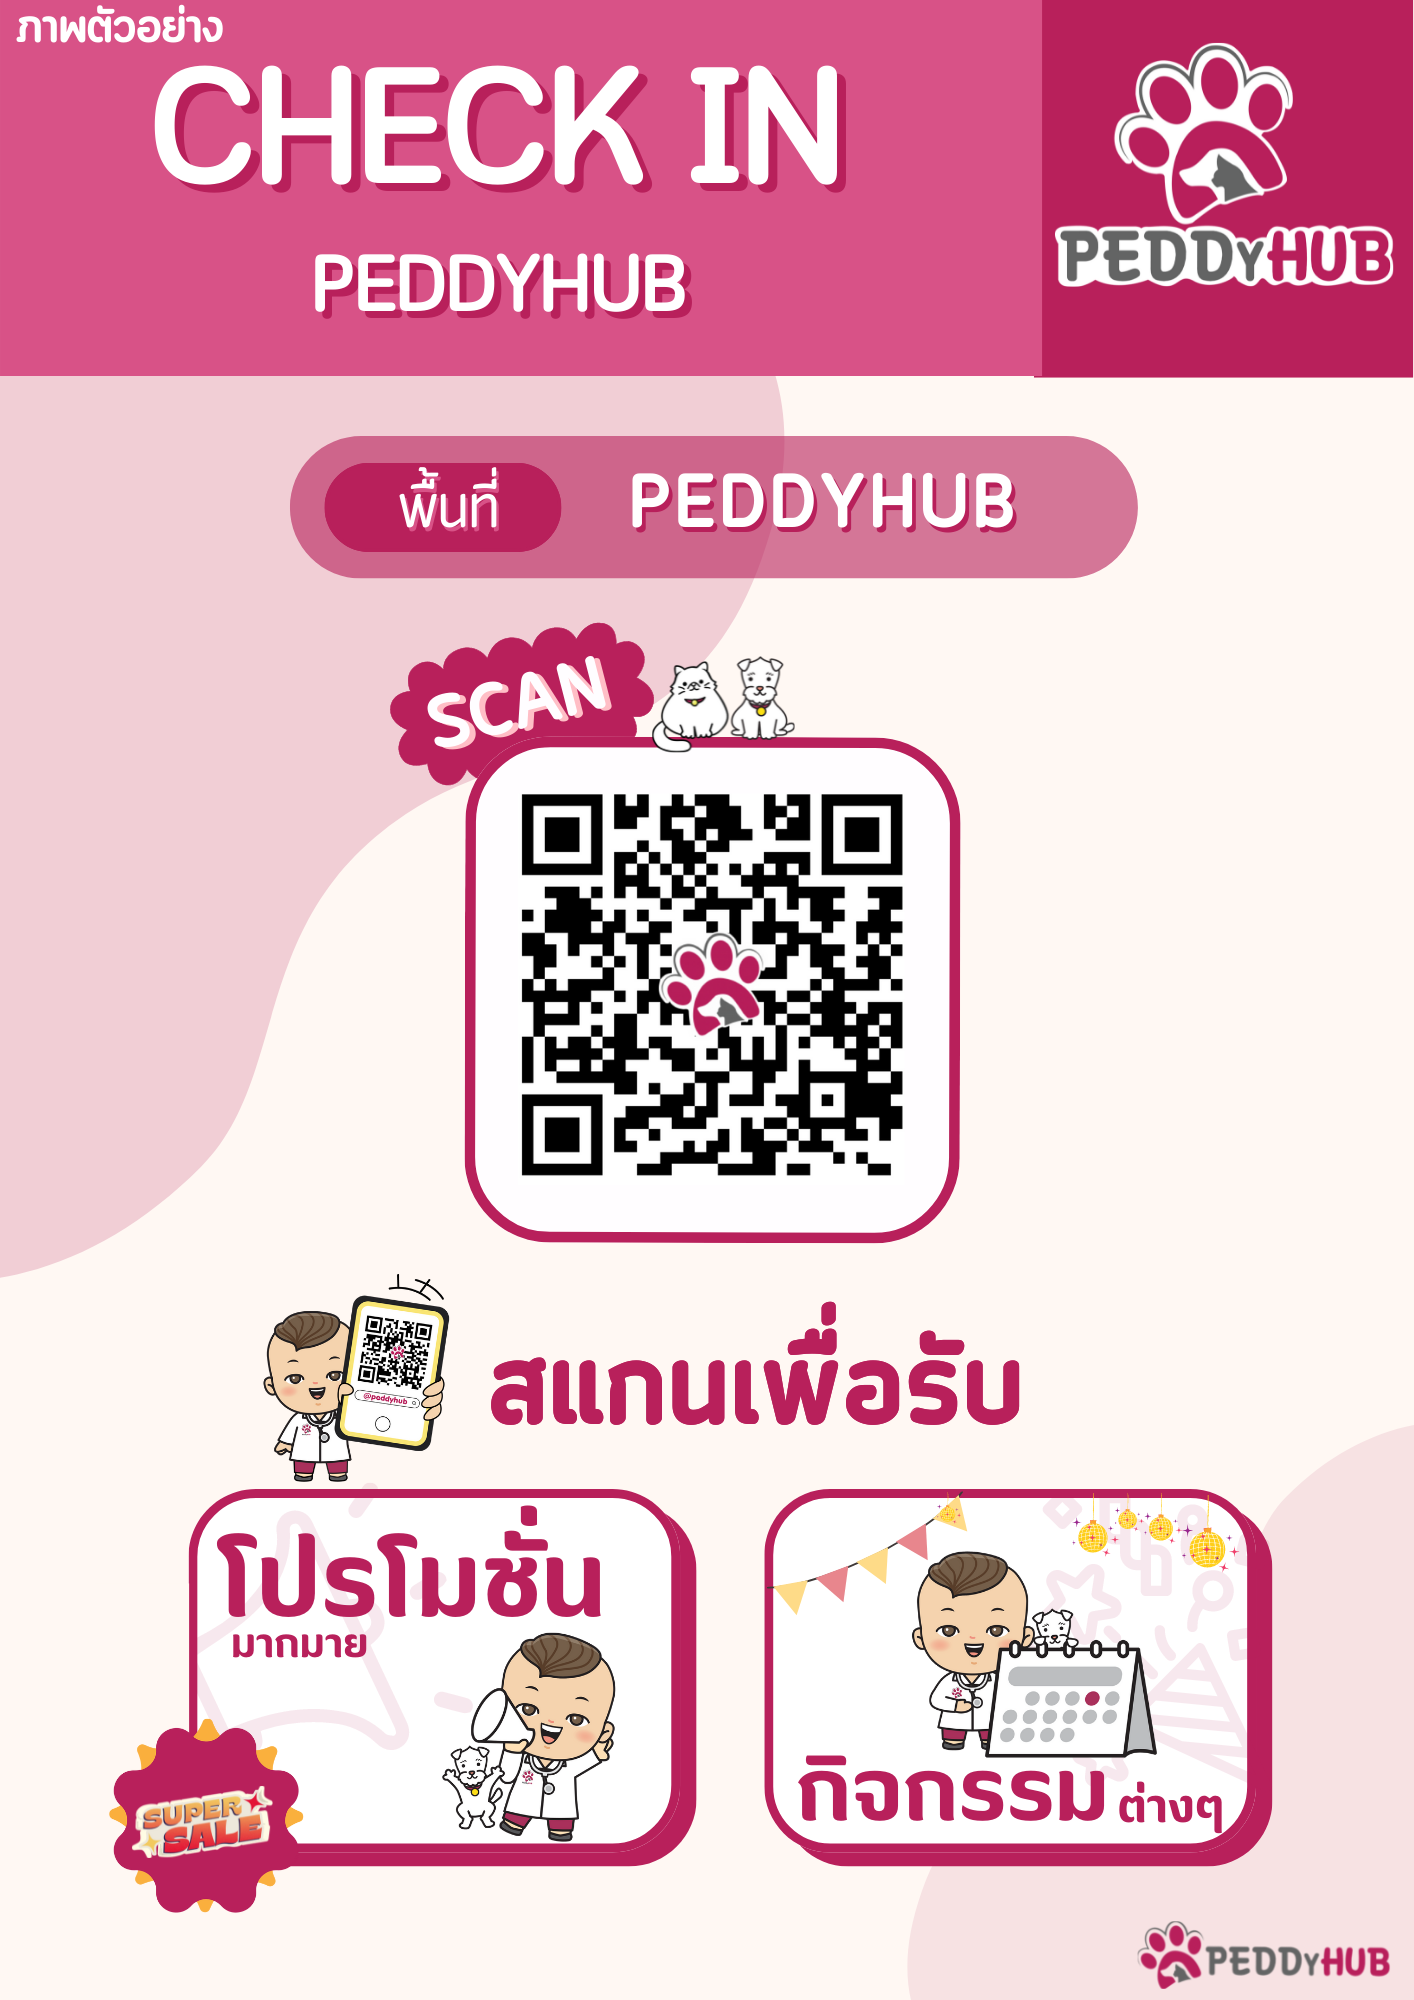 ภาพตัวอย่าง
CHECK IN
PEDDYHUB
PEDDYHUB
พื้นที่ PEDDYHUB
SCAN
@peddyhub
สแกนเพื่อรับ
โปรโมชั่น
มากมาย
SUPER
SALE
กิจกรรม ต่างๆ
PEDDYHUB